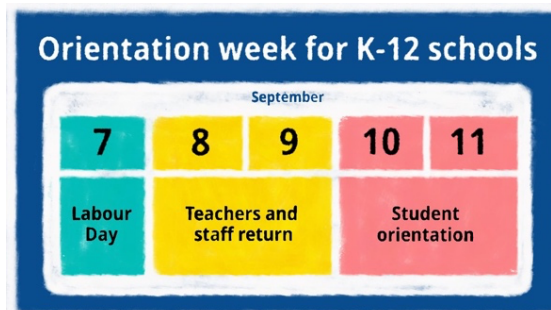 Orientation week for K-12 schools
September
7 8 9 10 11
Labour
Day
Teachers and
staff return
Student
orientation